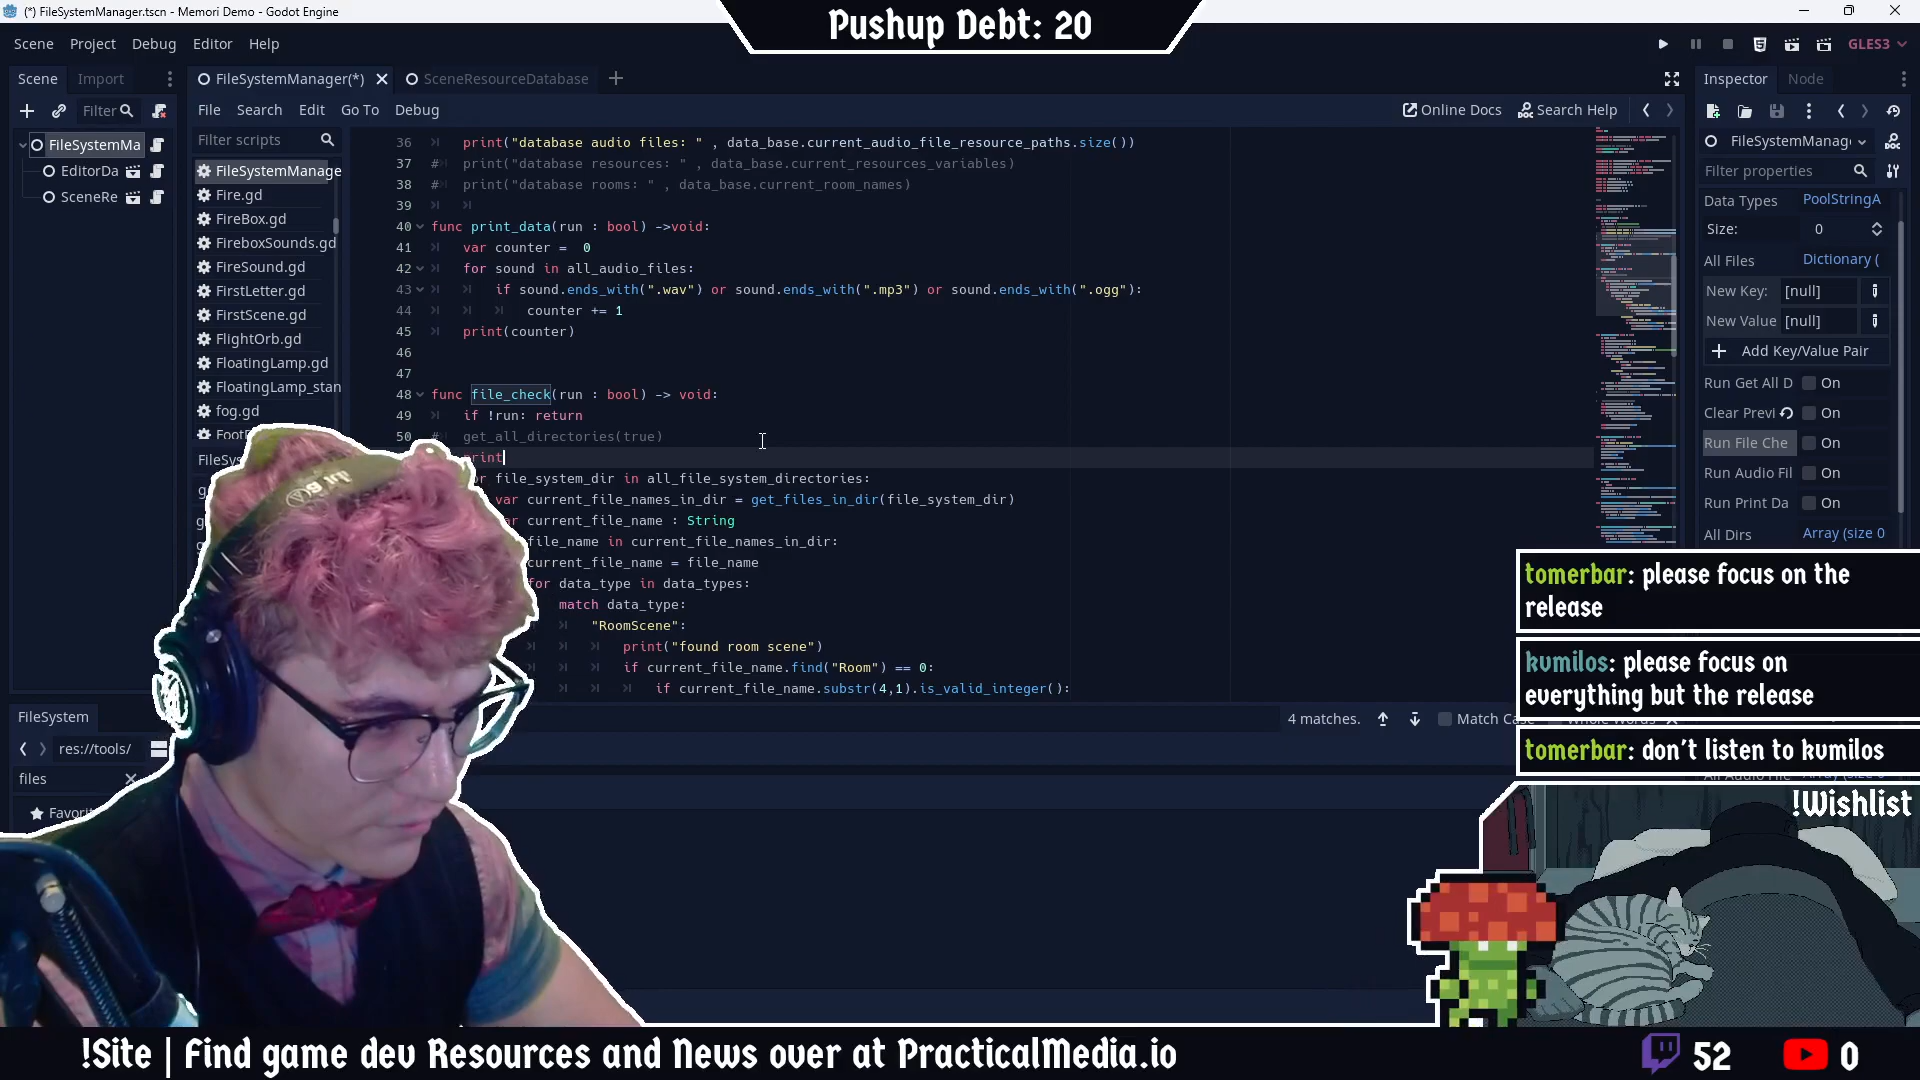 (*) FileSystemManager.tscn - Memori Demo - Godot Engine
Pushup Debt: 20
Scene Project Debug Editor Help
GLES3
Scene Import
FileSystemManager(*) SceneResourceDatabase
Inspector Node
Filter
File Search Edit Go To Debug
Online Docs Search Help
FileSystemMa
EditorDa
SceneRe
Filter scripts
FileSystemManage
Fire.gd
FireBox.gd
FireboxSounds.gd
FireSound.gd
FirstLetter.gd
FirstScene.gd
FlightOrb.gd
FloatingLamp.gd
FloatingLamp_stan
fog.gd
FileSys
36 print("database audio files: " , data_base.current_audio_file_resource_paths.size())
37 # print("database resources: " , data_base.current_resources_variables)
38 # print("database rooms: " , data_base.current_room_names)
39
40 func print_data(run : bool) ->void:
41 var counter = 0
42 for sound in all_audio_files:
43 if sound.ends_with(".wav") or sound.ends_with(".mp3") or sound.ends_with(".ogg"):
44 counter += 1
45 print(counter)
46
47
48 func file_check(run : bool) -> void:
49 if !run: return
50 # get_all_directories(true)
print
file_system_dir in all_file_system_directories:
var current_file_names_in_dir = get_files_in_dir(file_system_dir)
current_file_name : String
file_name in current_file_names_in_dir:
current_file_name = file_name
for data_type in data_types:
match data_type:
"RoomScene":
print("found room scene")
if current_file_name.find("Room") == 0:
if current_file_name.substr(4,1).is_valid_integer():
4 matches. Match Cas
FileSystemManag
Filter properties
Data Types PoolStringA
Size: 0
All Files Dictionary (
New Key: [null]
New Value [null]
Add Key/Value Pair
Run Get All D On
Clear Previ On
Run File Che On
Run Audio Fil On
Run Print Da On
All Dirs Array (size 0
tomerbar: please focus on the
release
kvmilos: please focus on
everything but the release
tomerbar: don't listen to kvmilos
FileSystem
res://tools/
files
Favori
!Wishlist
!Site | Find game dev Resources and News over at PracticalMedia.io
52 0